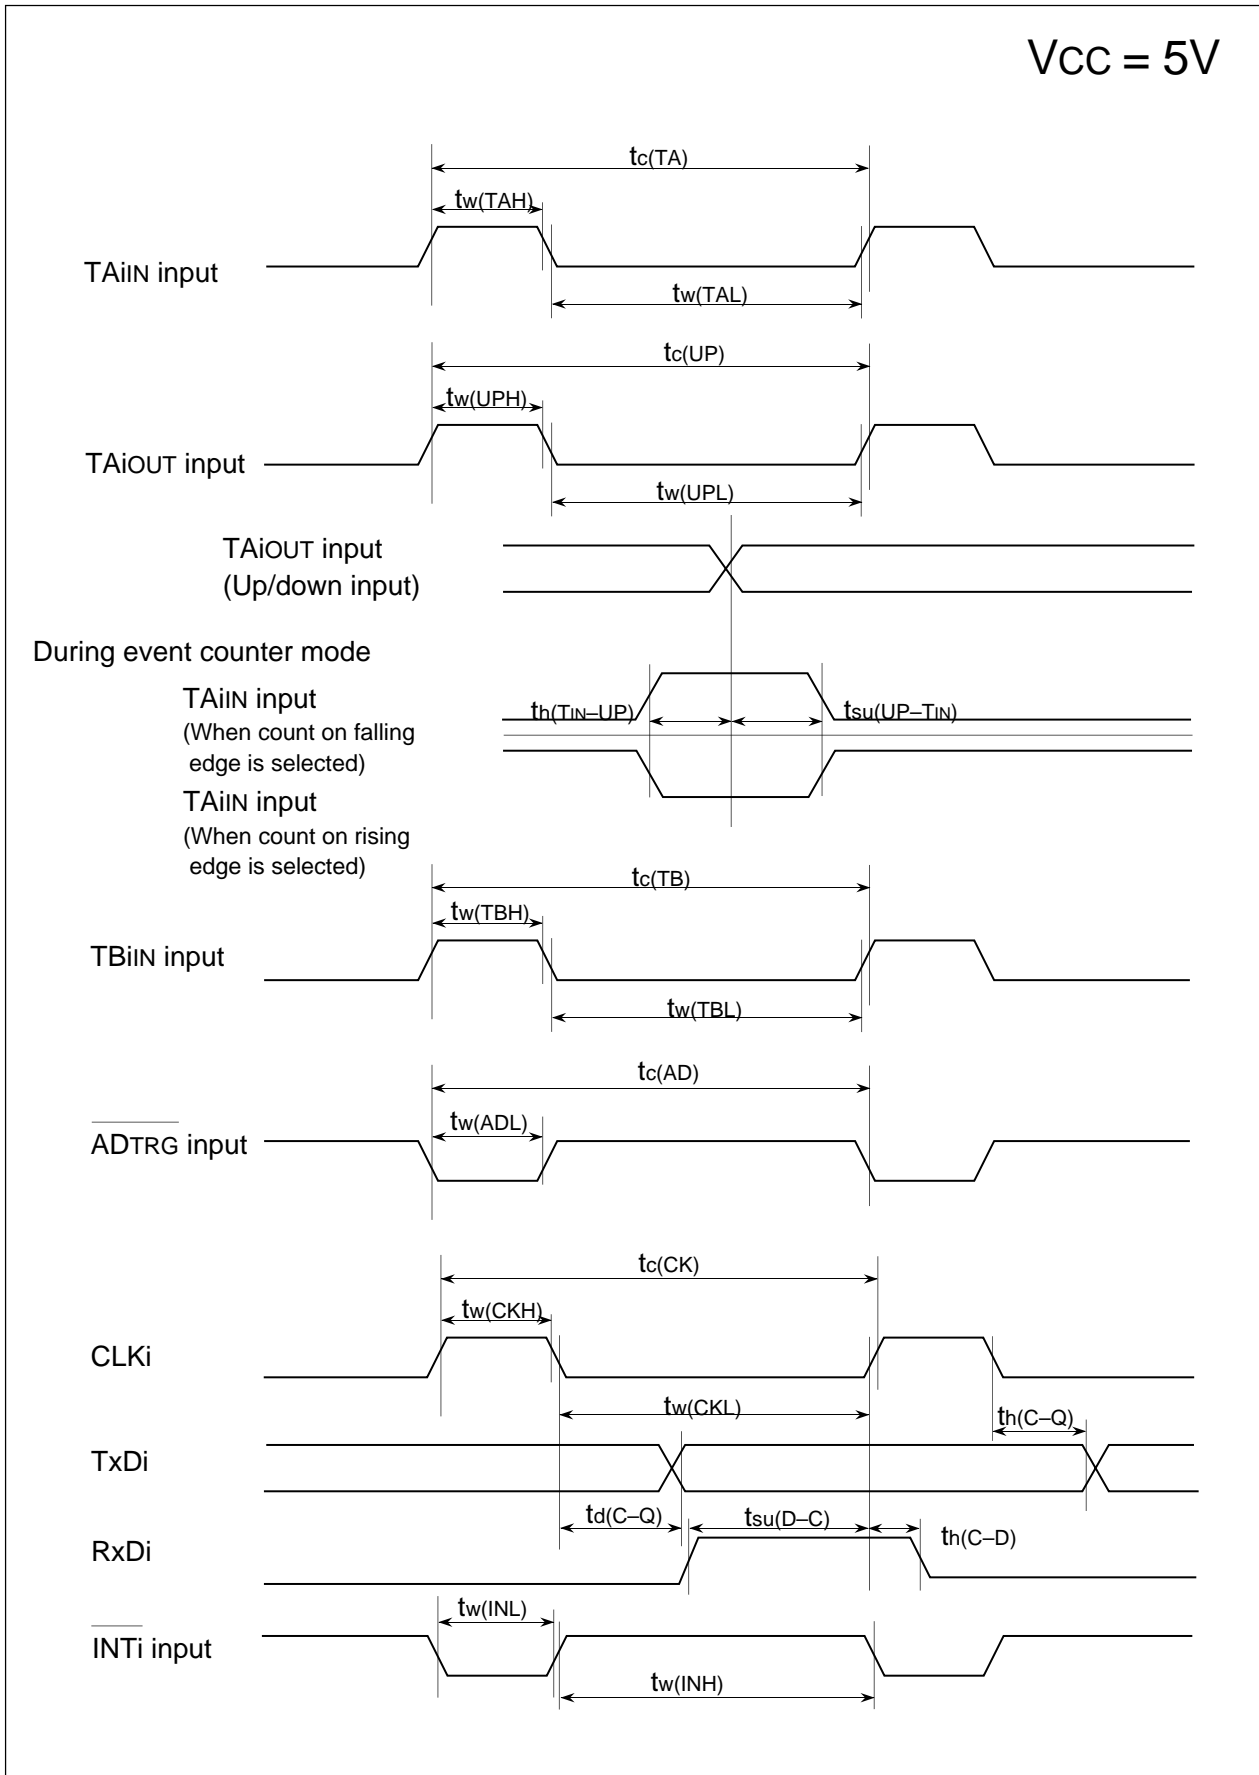 VCC = 5V
tc(TA)
tw(TAH)
TAiIN input
tw(TAL)
tc(UP)
tw(UPH)
TAiOUT input
tw(UPL)
TAiOUT input
(Up/down input)
During event counter mode
TAiIN input
(When count on falling
edge is selected)
th(TIN–UP)
tsu(UP–TIN)
TAiIN input
(When count on rising
edge is selected)
tc(TB)
tw(TBH)
TBiIN input
tw(TBL)
tc(AD)
tw(ADL)
ADTRG input
tc(CK)
tw(CKH)
CLKi
tw(CKL)
th(C–Q)
TxDi
td(C–Q)
tsu(D–C)
th(C–D)
RxDi
tw(INL)
INTi input
tw(INH)